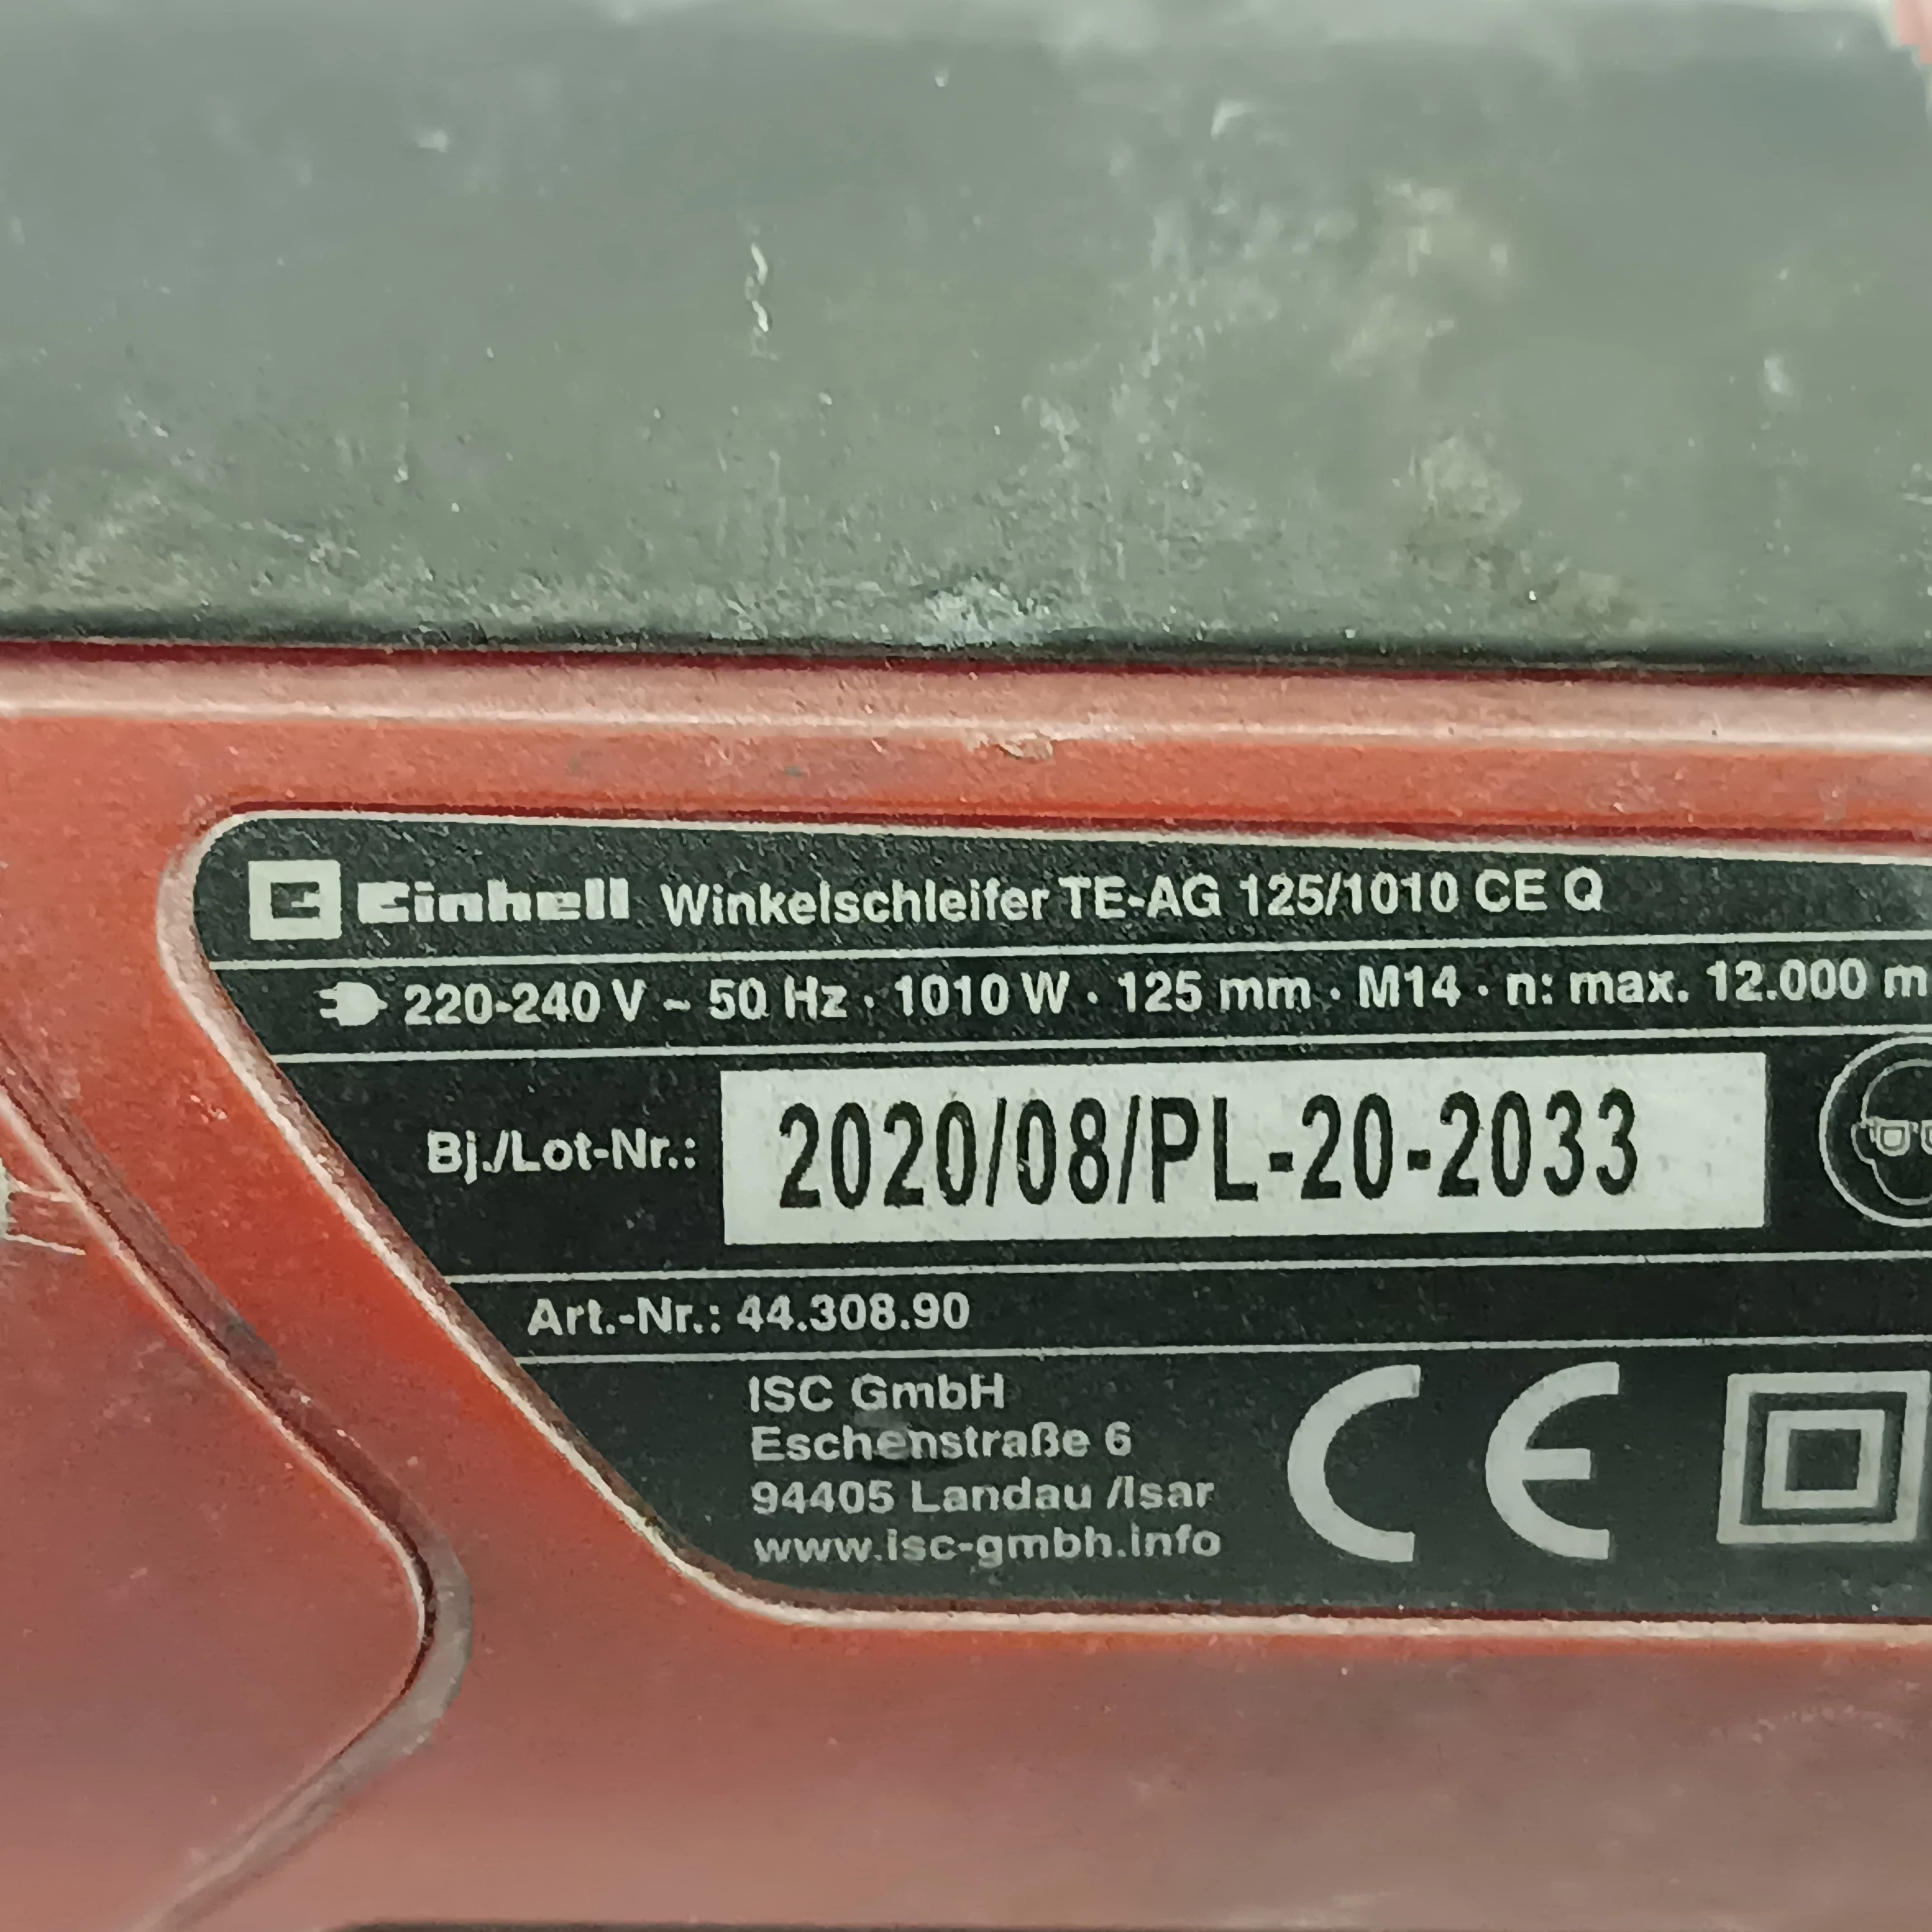 Einhell Winkelschleifer TE-AG 125/1010 CE Q
220-240 V ~ 50 Hz · 1010 W · 125 mm · M14 · n: max. 12.000 m
Bj./Lot-Nr.: 2020/08/PL-20-2033
Art.-Nr.: 44.308.90
ISC GmbH
Eschenstraße 6
94405 Landau /Isar
www.isc-gmbh.info
CE